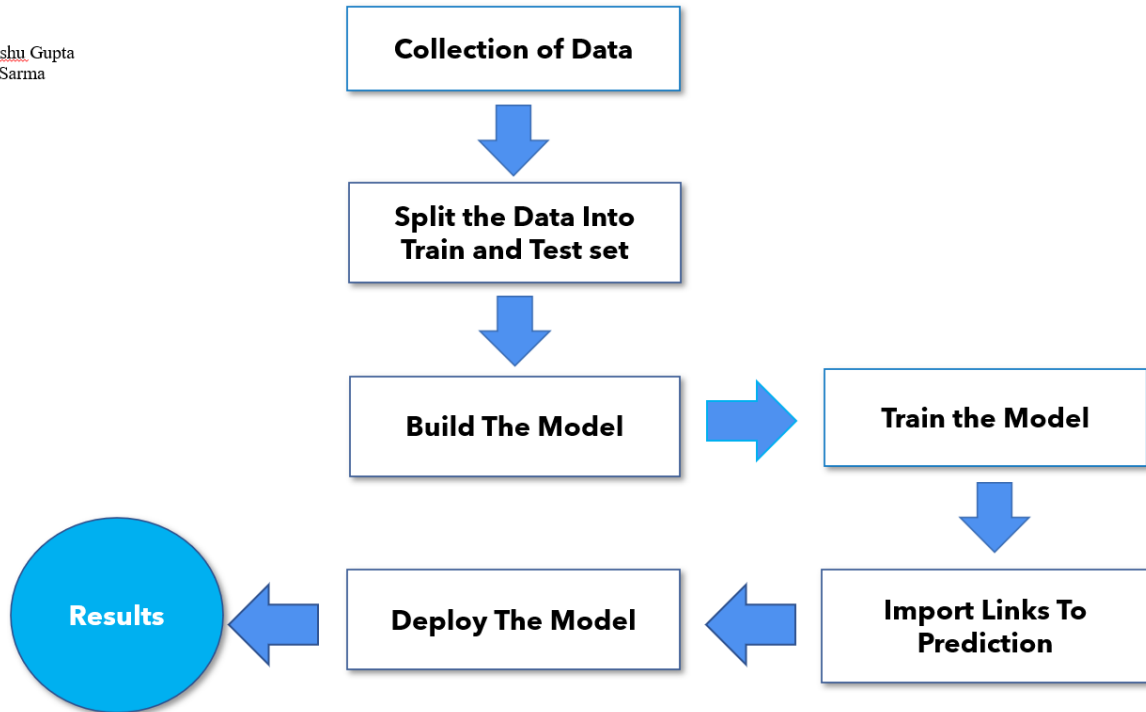 Gupta
Sarma
Collection of Data
Split the Data Into
Train and Test set
Build The Model
Train the Model
Import Links To
Prediction
Deploy The Model
Results